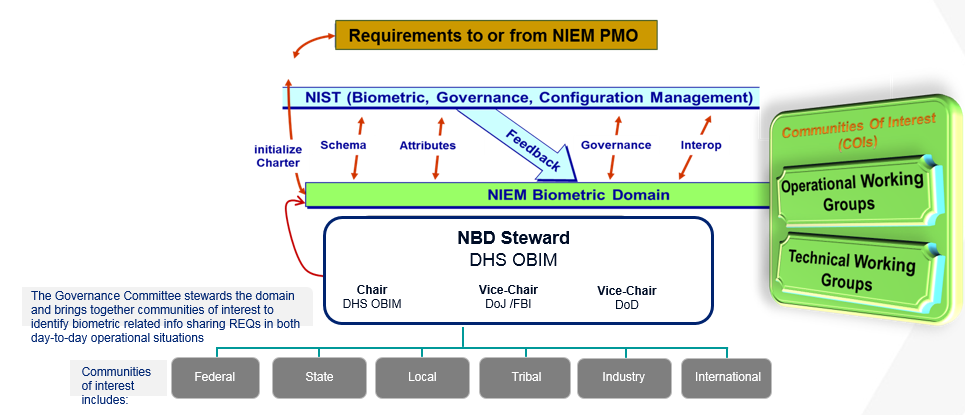 Requirements to or from NIEM PMO
NIST (Biometric, Governance, Configuration Management)
Communities Of Interest
(COIs)
initialize
Charter
Schema
Attributes
Feedback
Governance
Interop
Operational Working
Groups
NIEM Biometric Domain
NBD Steward
DHS OBIM
Technical Working
Groups
Chair
DHS OBIM
Vice-Chair
DoJ /FBI
Vice-Chair
DoD
The Governance Committee stewards the domain
and brings together communities of interest to
identify biometric related info sharing REQs in both
day-to-day operational situations
Communities
of interest
includes:
Federal
State
Local
Tribal
Industry
International